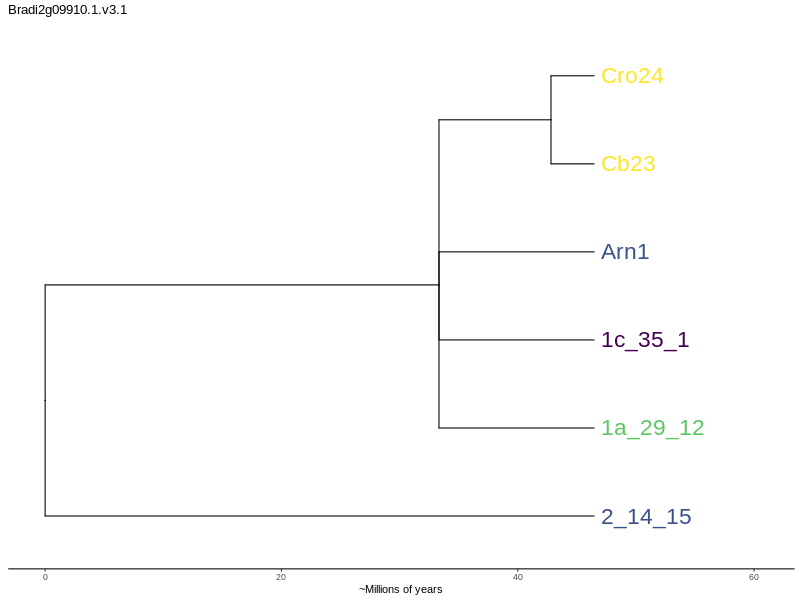 Bradi2g09910.1.v3.1
Cro24
Cb23
Arn1
1c_35_1
1a_29_12
2_14_15
0 20 40 60
~Millions of years